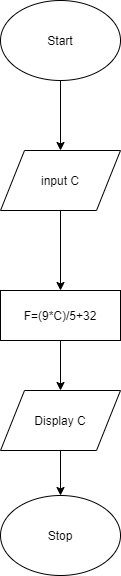 Start
input C
F=(9*C)/5+32
Display C
Stop